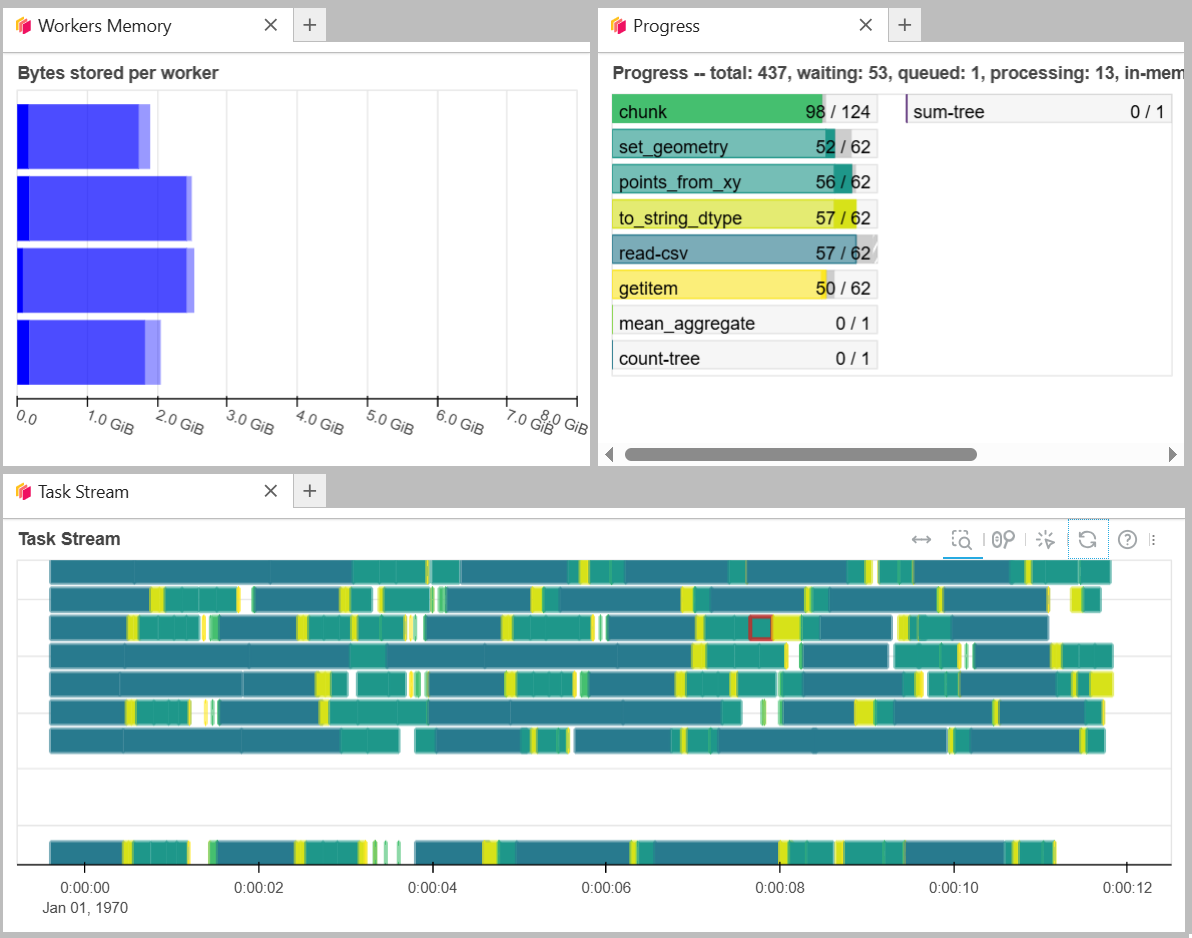 Workers Memory
Bytes stored per worker
0.0 1.0 GiB 2.0 GiB 3.0 GiB 4.0 GiB 5.0 GiB 6.0 GiB 7.0 GiB 8.0 GiB
Progress
Progress -- total: 437, waiting: 53, queued: 1, processing: 13, in-mem
chunk 98 / 124
sum-tree 0 / 1
set_geometry 52 / 62
points_from_xy 56 / 62
to_string_dtype 57 / 62
read-csv 57 / 62
getitem 50 / 62
mean_aggregate 0 / 1
count-tree 0 / 1
Task Stream
Task Stream
0:00:00 0:00:02 0:00:04 0:00:06 0:00:08 0:00:10 0:00:12
Jan 01, 1970